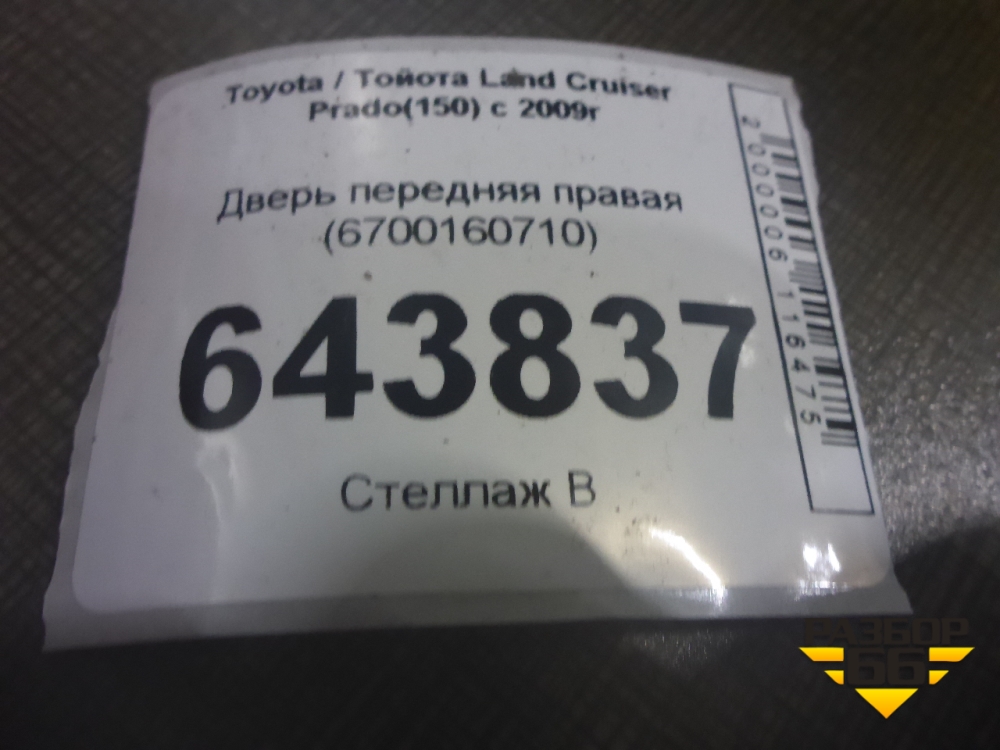 Toyota / Тойота Land Cruiser
Prado(150) с 2009г
Дверь передняя правая
(6700160710)
643837
Стеллаж В
2000006116475
РАЗБОР
66